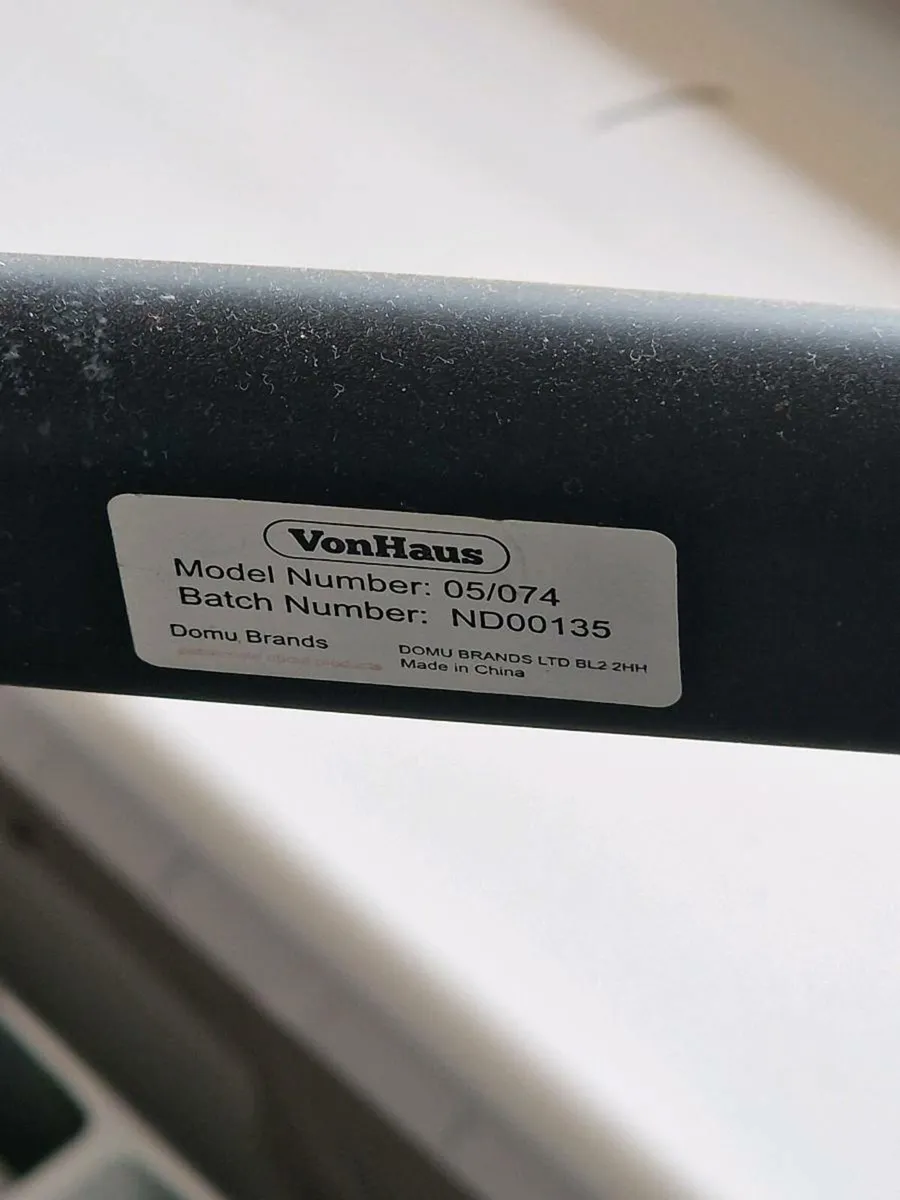 VonHaus
Model Number: 05/074
Batch Number: ND00135
Domu Brands
DOMU BRANDS LTD BL2 2HH
Made in China